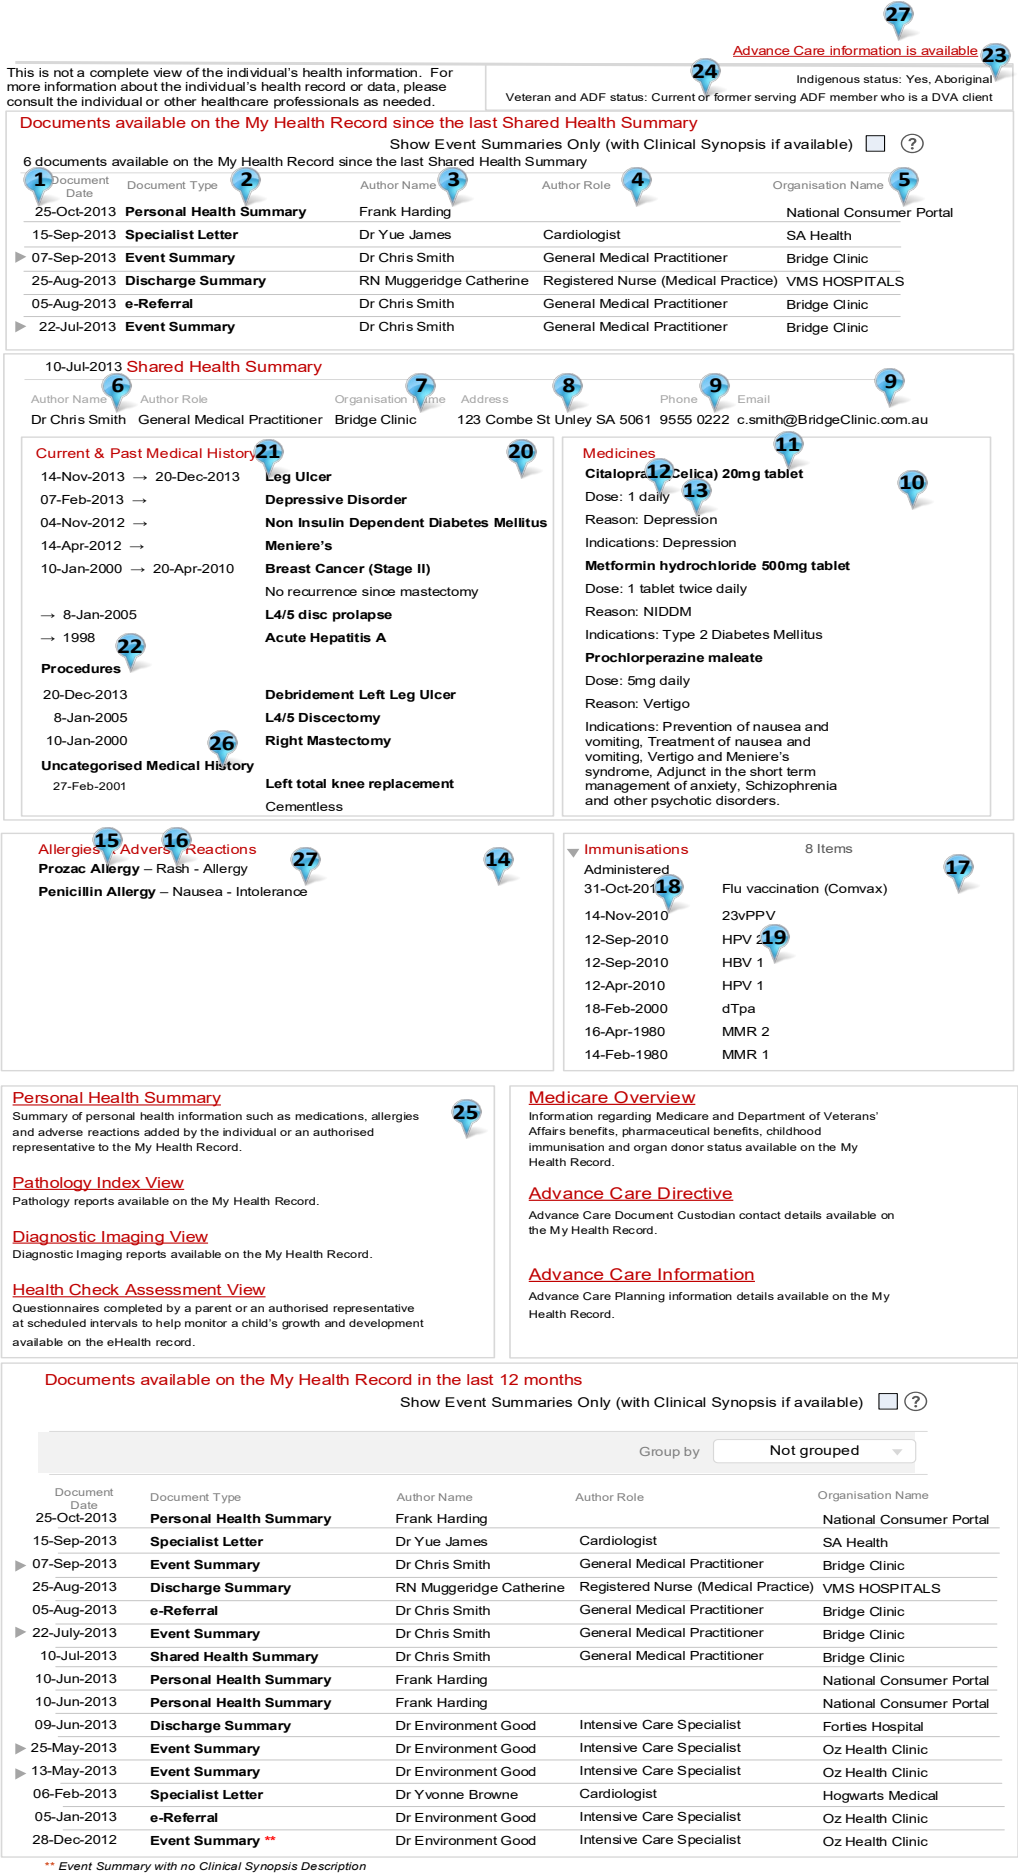 27
Advance Care information is available
23
This is not a complete view of the individual's health information. For
more information about the individual's health record or data, please
consult the individual or other healthcare professionals as needed.
24
Indigenous status: Yes, Aboriginal
Veteran and ADF status: Current or former serving ADF member who is a DVA client
Documents available on the My Health Record since the last Shared Health Summary
Show Event Summaries Only (with Clinical Synopsis if available) ?
6 documents available on the My Health Record since the last Shared Health Summary
1 2 3 4 5
Document Date Document Type Author Name Author Role Organisation Name
25-Oct-2013 Personal Health Summary Frank Harding National Consumer Portal
15-Sep-2013 Specialist Letter Dr Yue James Cardiologist SA Health
07-Sep-2013 Event Summary Dr Chris Smith General Medical Practitioner Bridge Clinic
25-Aug-2013 Discharge Summary RN Muggeridge Catherine Registered Nurse (Medical Practice) VMS HOSPITALS
05-Aug-2013 e-Referral Dr Chris Smith General Medical Practitioner Bridge Clinic
22-Jul-2013 Event Summary Dr Chris Smith General Medical Practitioner Bridge Clinic
10-Jul-2013 Shared Health Summary
6 7 8 9 9
Author Name Author Role Organisation Address Phone Email
Dr Chris Smith General Medical Practitioner Bridge Clinic 123 Combe St Unley SA 5061 9555 0222 c.smith@BridgeClinic.com.au
Current & Past Medical History 21 20
14-Nov-2013 → 20-Dec-2013 Leg Ulcer
07-Feb-2013 → Depressive Disorder
04-Nov-2012 → Non Insulin Dependent Diabetes Mellitus
14-Apr-2012 → Meniere's
10-Jan-2000 → 20-Apr-2010 Breast Cancer (Stage II)
No recurrence since mastectomy
→ 8-Jan-2005 L4/5 disc prolapse
→ 1998 Acute Hepatitis A
22
Procedures
20-Dec-2013 Debridement Left Leg Ulcer
8-Jan-2005 L4/5 Discectomy
10-Jan-2000 Right Mastectomy
26
Uncategorised Medical History
27-Feb-2001 Left total knee replacement
Cementless
Medicines 11
12 (Celica) 20mg tablet
10
13
Dose: 1 daily
Reason: Depression
Indications: Depression
Metformin hydrochloride 500mg tablet
Dose: 1 tablet twice daily
Reason: NIDDM
Indications: Type 2 Diabetes Mellitus
Prochlorperazine maleate
Dose: 5mg daily
Reason: Vertigo
Indications: Prevention of nausea and
vomiting, Treatment of nausea and
vomiting, Vertigo and Meniere's
syndrome, Adjunct in the short term
management of anxiety, Schizophrenia
and other psychotic disorders.
15 16 27 14
Allergies Reactions
Prozac Allergy – Rash - Allergy
Penicillin Allergy – Nausea - Intolerance
Immunisations 8 Items
17
Administered
18
Flu vaccination (Comvax)
14-Nov-2010 23vPPV
12-Sep-2010 HPV 2 19
12-Sep-2010 HBV 1
12-Apr-2010 HPV 1
18-Feb-2000 dTpa
16-Apr-1980 MMR 2
14-Feb-1980 MMR 1
Personal Health Summary
25
Summary of personal health information such as medications, allergies
and adverse reactions added by the individual or an authorised
representative to the My Health Record.
Pathology Index View
Pathology reports available on the My Health Record.
Diagnostic Imaging View
Diagnostic Imaging reports available on the My Health Record.
Health Check Assessment View
Questionnaires completed by a parent or an authorised representative
at scheduled intervals to help monitor a child's growth and development
available on the eHealth record.
Medicare Overview
Information regarding Medicare and Department of Veterans'
Affairs benefits, pharmaceutical benefits, childhood
immunisation and organ donor status available on the My
Health Record.
Advance Care Directive
Advance Care Document Custodian contact details available on
the My Health Record.
Advance Care Information
Advance Care Planning information details available on the My
Health Record.
Documents available on the My Health Record in the last 12 months
Show Event Summaries Only (with Clinical Synopsis if available) ?
Group by Not grouped
Document Date Document Type Author Name Author Role Organisation Name
25-Oct-2013 Personal Health Summary Frank Harding National Consumer Portal
15-Sep-2013 Specialist Letter Dr Yue James Cardiologist SA Health
07-Sep-2013 Event Summary Dr Chris Smith General Medical Practitioner Bridge Clinic
25-Aug-2013 Discharge Summary RN Muggeridge Catherine Registered Nurse (Medical Practice) VMS HOSPITALS
05-Aug-2013 e-Referral Dr Chris Smith General Medical Practitioner Bridge Clinic
22-July-2013 Event Summary Dr Chris Smith General Medical Practitioner Bridge Clinic
10-Jul-2013 Shared Health Summary Dr Chris Smith General Medical Practitioner Bridge Clinic
10-Jun-2013 Personal Health Summary Frank Harding National Consumer Portal
10-Jun-2013 Personal Health Summary Frank Harding National Consumer Portal
09-Jun-2013 Discharge Summary Dr Environment Good Intensive Care Specialist Forties Hospital
25-May-2013 Event Summary Dr Environment Good Intensive Care Specialist Oz Health Clinic
13-May-2013 Event Summary Dr Environment Good Intensive Care Specialist Oz Health Clinic
06-Feb-2013 Specialist Letter Dr Yvonne Browne Cardiologist Hogwarts Medical
05-Jan-2013 e-Referral Dr Environment Good Intensive Care Specialist Oz Health Clinic
28-Dec-2012 Event Summary ** Dr Environment Good Intensive Care Specialist Oz Health Clinic
** Event Summary with no Clinical Synopsis Description